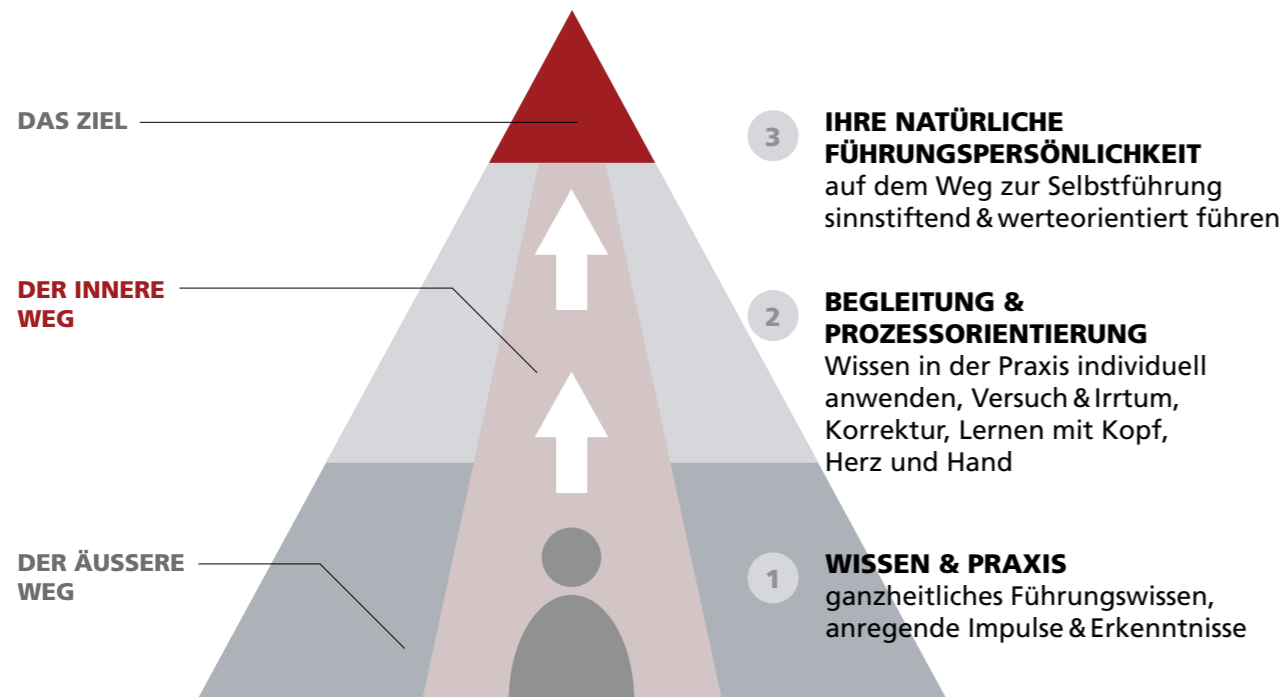 DAS ZIEL
3
IHRE NATÜRLICHE
FÜHRUNGSPERSÖNLICHKEIT
auf dem Weg zur Selbstführung
sinnstiftend & werteorientiert führen
DER INNERE
WEG
2
BEGLEITUNG &
PROZESSORIENTIERUNG
Wissen in der Praxis individuell
anwenden, Versuch & Irrtum,
Korrektur, Lernen mit Kopf,
Herz und Hand
DER ÄUSSERE
WEG
1
WISSEN & PRAXIS
ganzheitliches Führungswissen,
anregende Impulse & Erkenntnisse